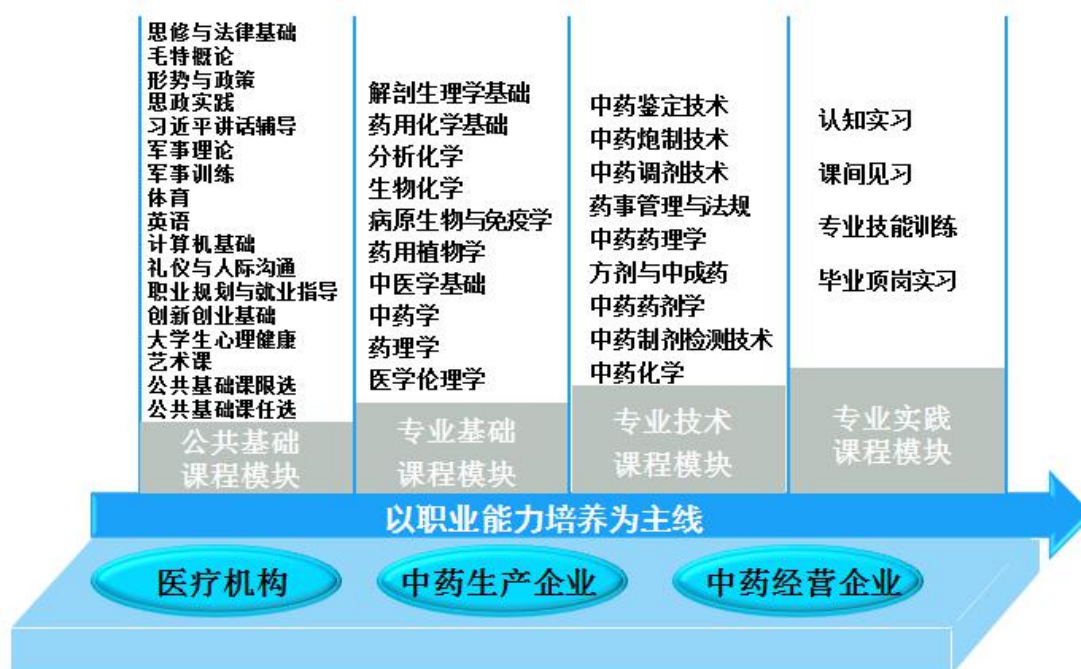 思修与法律基础
毛特概论
形势与政策
思政实践
习近平讲话辅导
军事理论
军事训练
体育
英语
计算机基础
礼仪与人际沟通
职业规划与就业指导
创新创业基础
大学生心理健康
艺术课
公共基础课限选
公共基础课任选
公共基础
课程模块
解剖生理学基础
药用化学基础
分析化学
生物化学
病原生物与免疫学
药用植物学
中医学基础
中药学
药理学
医学伦理学
专业基础
课程模块
中药鉴定技术
中药炮制技术
中药调剂技术
药事管理与法规
中药药理学
方剂与中成药
中药药剂学
中药制剂检测技术
中药化学
专业技术
课程模块
认知实习
课间见习
专业技能训练
毕业顶岗实习
专业实践
课程模块
以职业能力培养为主线
医疗机构
中药生产企业
中药经营企业